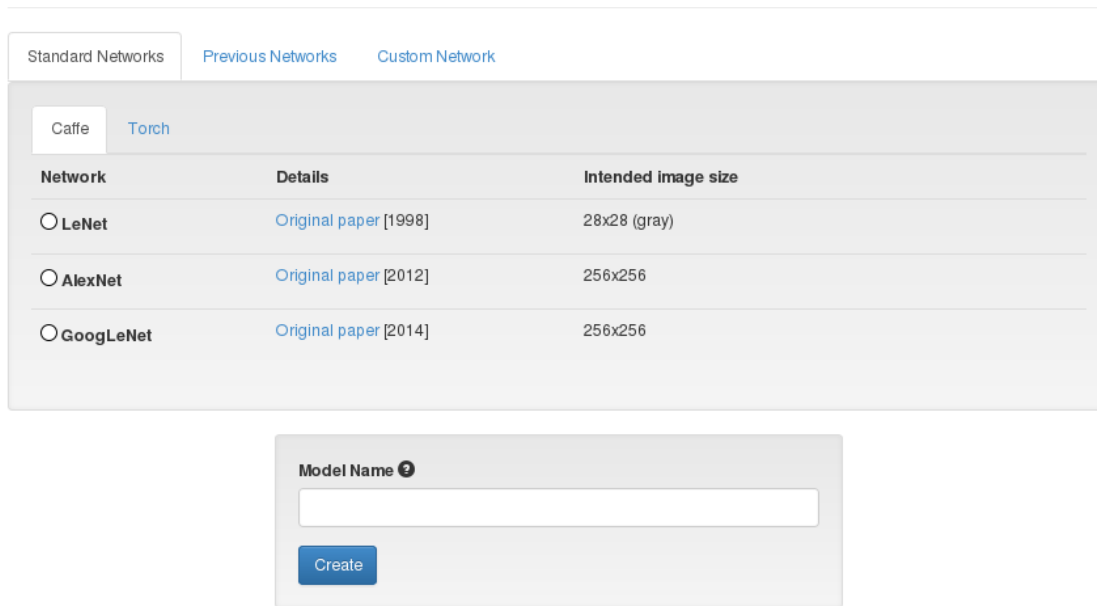 Standard Networks Previous Networks Custom Network
Caffe Torch
Network Details Intended image size
LeNet Original paper [1998] 28x28 (gray)
AlexNet Original paper [2012] 256x256
GoogLeNet Original paper [2014] 256x256
Model Name ?
Create